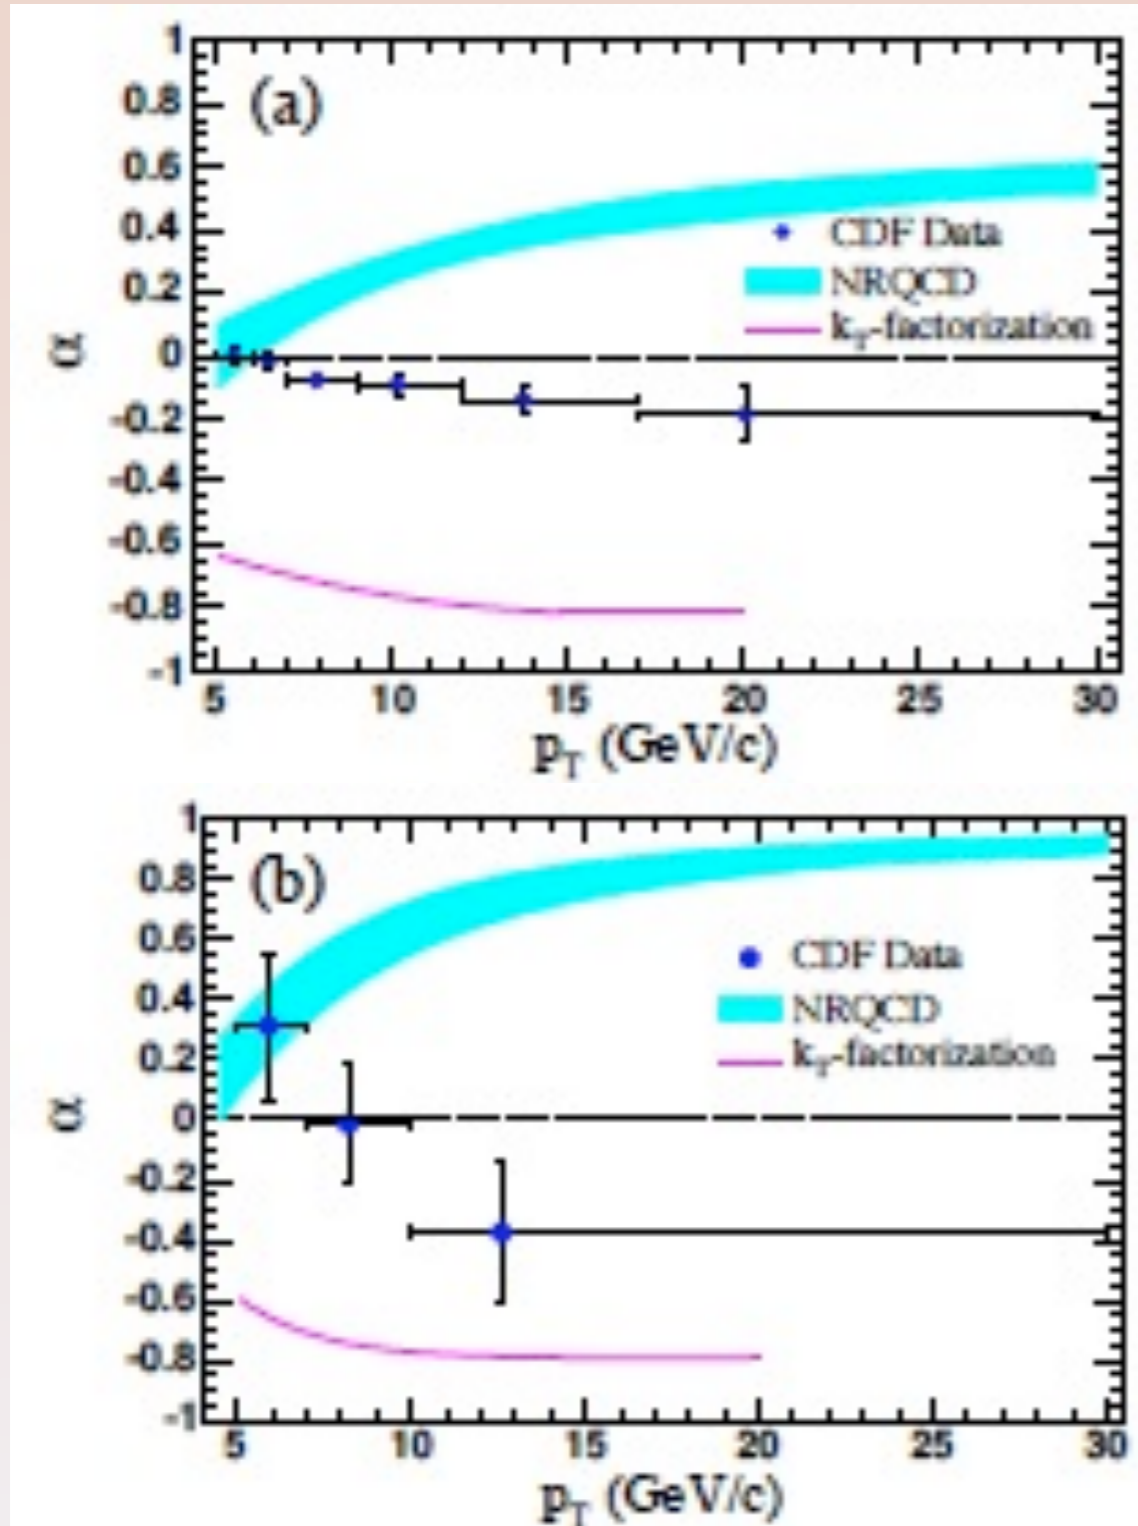 (a)
1
0.8
0.6
0.4
0.2
0
-0.2
-0.4
-0.6
-0.8
-1
α
CDF Data
NRQCD
kT-factorization
5 10 15 20 25 30
pT (GeV/c)
(b)
1
0.8
0.6
0.4
0.2
0
-0.2
-0.4
-0.6
-0.8
-1
α
CDF Data
NRQCD
kT-factorization
5 10 15 20 25 30
pT (GeV/c)